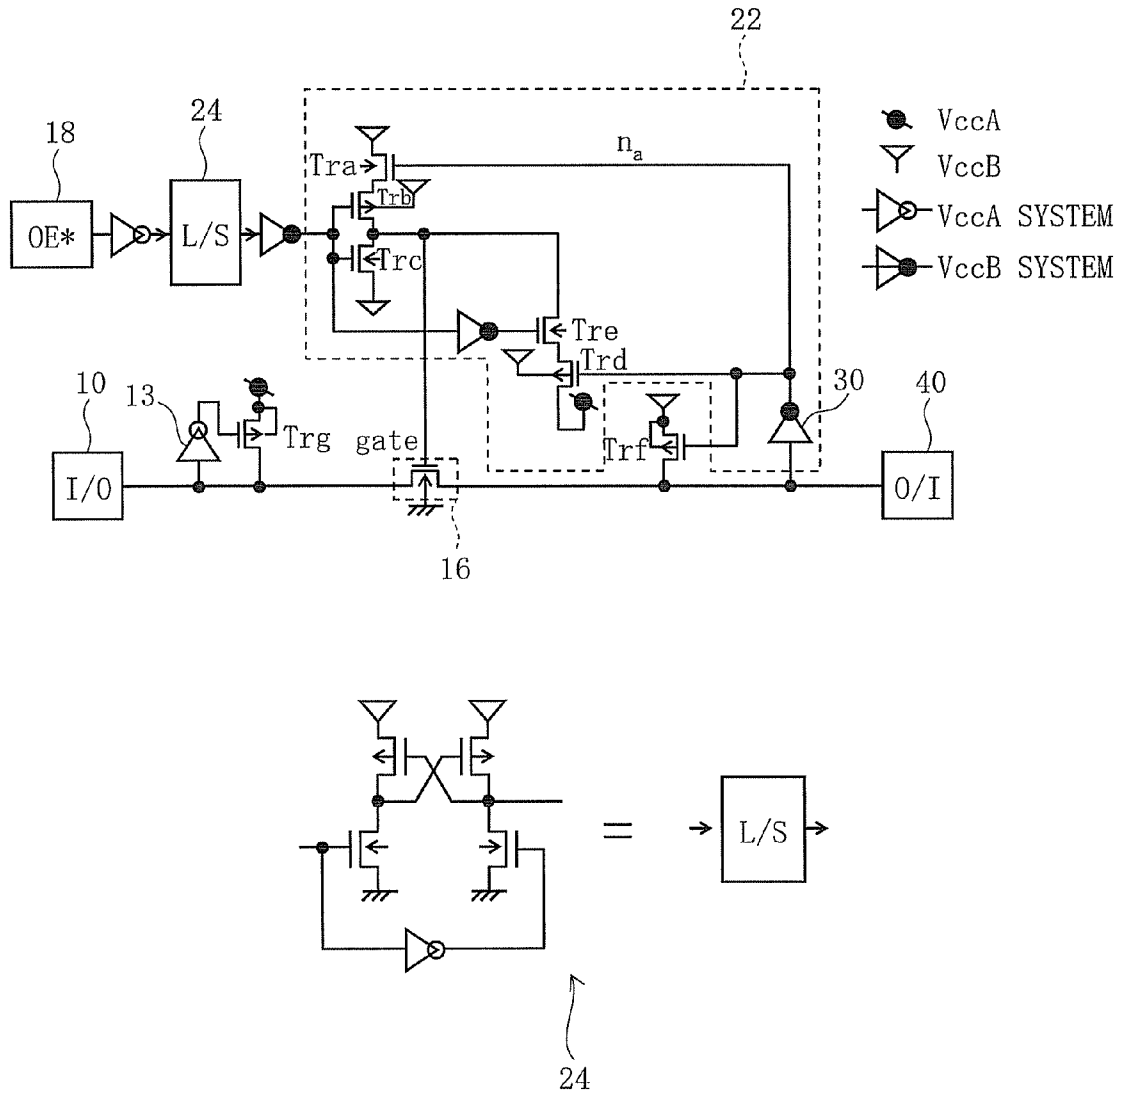 22
24
18
VccA
n_a
Tra
VccB
Trb
OE*
L/S
VccA SYSTEM
Trc
VccB SYSTEM
Tre
Trd
10
13
30
40
Trg
gate
Trf
I/O
O/I
16
=
L/S
24